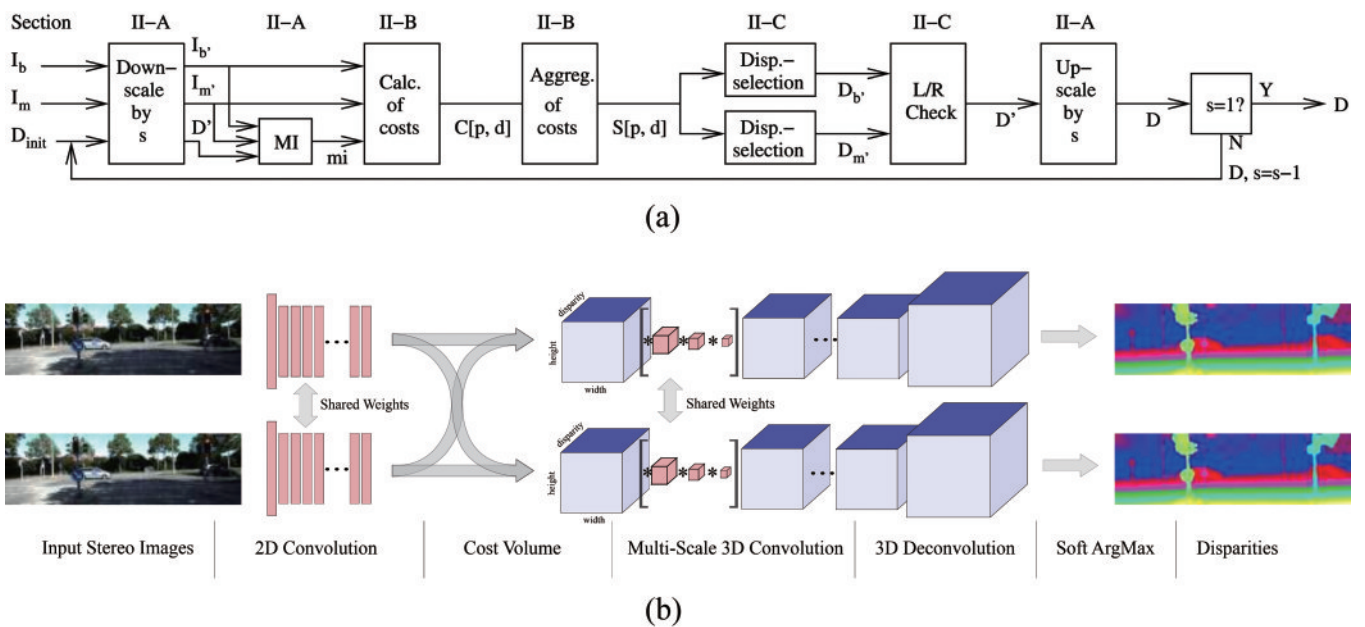 Section II–A II–A II–B II–B II–C II–C II–A
I_b
I_m
D_init
Down–
scale
by
s
I_b'
I_m'
D'
MI
mi
Calc.
of
costs
C[p, d]
Aggreg.
of
costs
S[p, d]
Disp.–
selection
Disp.–
selection
D_b'
D_m'
L/R
Check
D'
Up–
scale
by
s
D
s=1?
Y
D
N
D, s=s–1
(a)
disparity
height
width
* * *
Shared Weights
Shared Weights
disparity
height
width
* * *
Input Stereo Images
2D Convolution
Cost Volume
Multi-Scale 3D Convolution
3D Deconvolution
Soft ArgMax
Disparities
(b)